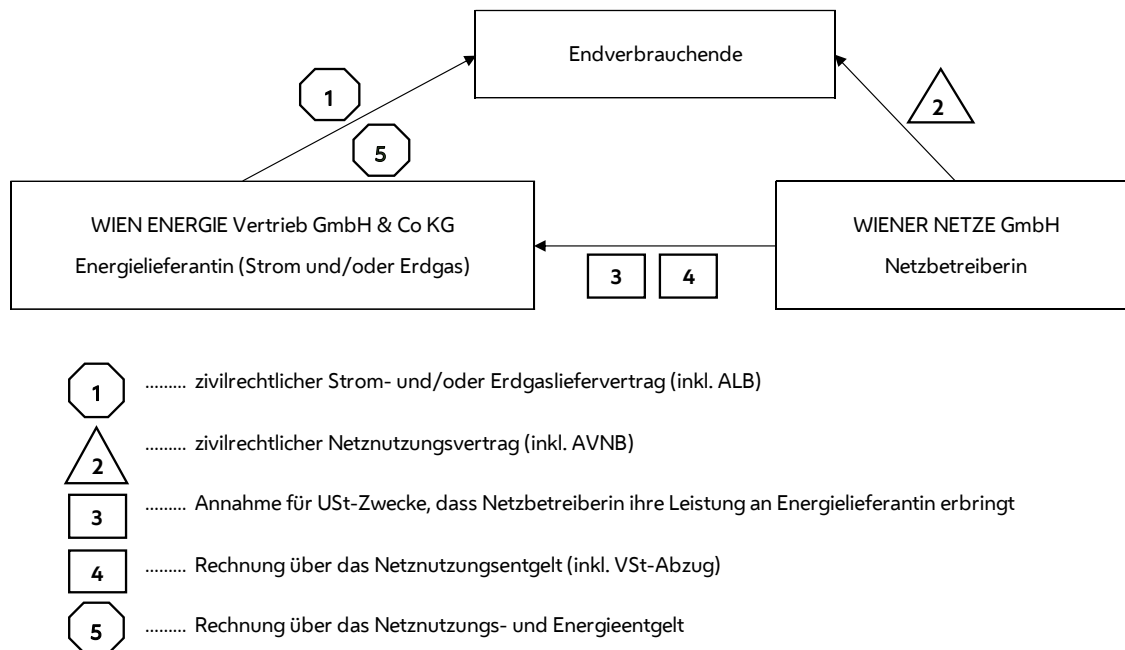 Endverbrauchende
1
2
5
WIEN ENERGIE Vertrieb GmbH & Co KG
Energielieferantin (Strom und/oder Erdgas)
WIENER NETZE GmbH
Netzbetreiberin
3
4
1 ......... zivilrechtlicher Strom- und/oder Erdgasliefervertrag (inkl. ALB)
2 ......... zivilrechtlicher Netznutzungsvertrag (inkl. AVNB)
3 ......... Annahme für USt-Zwecke, dass Netzbetreiberin ihre Leistung an Energielieferantin erbringt
4 ......... Rechnung über das Netznutzungsentgelt (inkl. VSt-Abzug)
5 ......... Rechnung über das Netznutzungs- und Energieentgelt